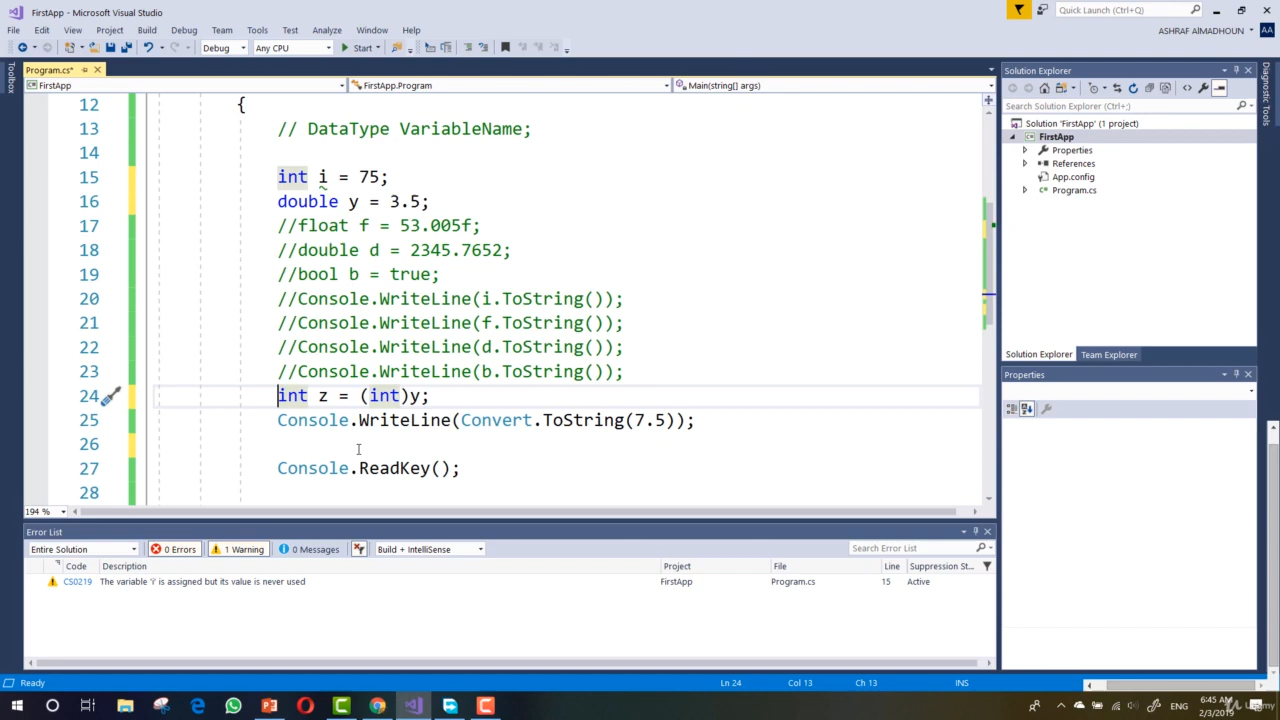 FirstApp - Microsoft Visual Studio
Quick Launch (Ctrl+Q)
File Edit View Project Build Debug Team Tools Test Analyze Window Help
ASHRAF AlMADHOUN AA
Debug Any CPU Start
Toolbox
Program.cs*
FirstApp FirstApp.Program Main(string[] args)
12 {
13 // DataType VariableName;
14
15 int i = 75;
16 double y = 3.5;
17 //float f = 53.005f;
18 //double d = 2345.7652;
19 //bool b = true;
20 //Console.WriteLine(i.ToString());
21 //Console.WriteLine(f.ToString());
22 //Console.WriteLine(d.ToString());
23 //Console.WriteLine(b.ToString());
24 int z = (int)y;
25 Console.WriteLine(Convert.ToString(7.5));
26
27 Console.ReadKey();
28
194 %
Solution Explorer
Search Solution Explorer (Ctrl+;)
Solution 'FirstApp' (1 project)
FirstApp
Properties
References
App.config
Program.cs
Solution Explorer Team Explorer
Properties
Diagnostic Tools
Error List
Entire Solution 0 Errors 1 Warning 0 Messages Build + IntelliSense Search Error List
Code Description Project File Line Suppression St...
CS0219 The variable 'i' is assigned but its value is never used FirstApp Program.cs 15 Active
Ready Ln 24 Col 13 Ch 13 INS
ENG
6:45 AM
2/3/2019
Udemy